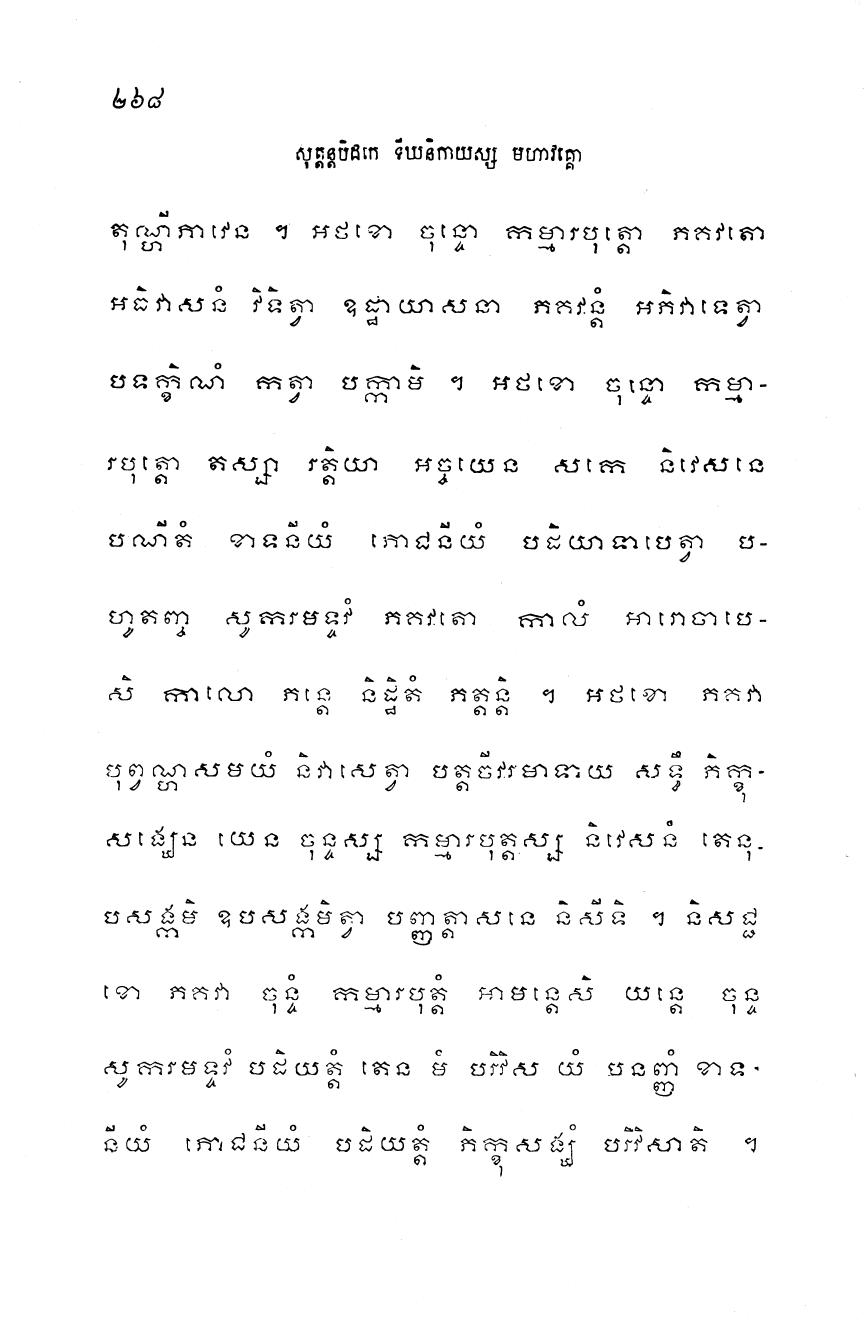 ២៦៨
សុត្តន្តបិដកេ ទីឃនិកាយស្ស មហាវគ្គោ
តុណ្ហីភាវេន ។ អថខោ ចុន្ទោ កម្មារបុត្តោ ភគវតោ
អធិវាសនំ វិទិត្វា ឧដ្ឋាយាសនា ភគវន្តំ អភិវាទេត្វា
បទក្ខិណំ កត្វា បក្កាមិ ។ អថខោ ចុន្ទោ កម្មា-
របុត្តោ តស្សា រត្តិយា អច្ចយេន សកេ និវេសនេ
បណីតំ ខាទនីយំ ភោជនីយំ បដិយាទាបេត្វា ប-
ហូតញ្ច សូករមទ្ទវំ ភគវតោ កាលំ អារោចាបេ-
សិ កាលោ ភន្តេ និដ្ឋិតំ ភត្តន្តិ ។ អថខោ ភគវា
បុព្វណ្ហសមយំ និវាសេត្វា បត្តចីវរមាទាយ សទ្ធឹ ភិក្ខុ-
សង្ឃេន យេន ចុន្ទស្ស កម្មារបុត្តស្ស និវេសនំ តេនុ-
បសង្កមិ ឧបសង្កមិត្វា បញ្ញត្តាសនេ និសីទិ ។ និសជ្ជ
ខោ ភគវា ចុន្ទំ កម្មារបុត្តំ អាមន្តេសិ យន្តេ ចុន្ទ
សូករមទ្ទវំ បដិយត្តំ តេន មំ បរិវិស យំ បនញ្ញំ ខាទ-
នីយំ ភោជនីយំ បដិយត្តំ ភិក្ខុសង្ឃំ បរិវិសាតិ ។